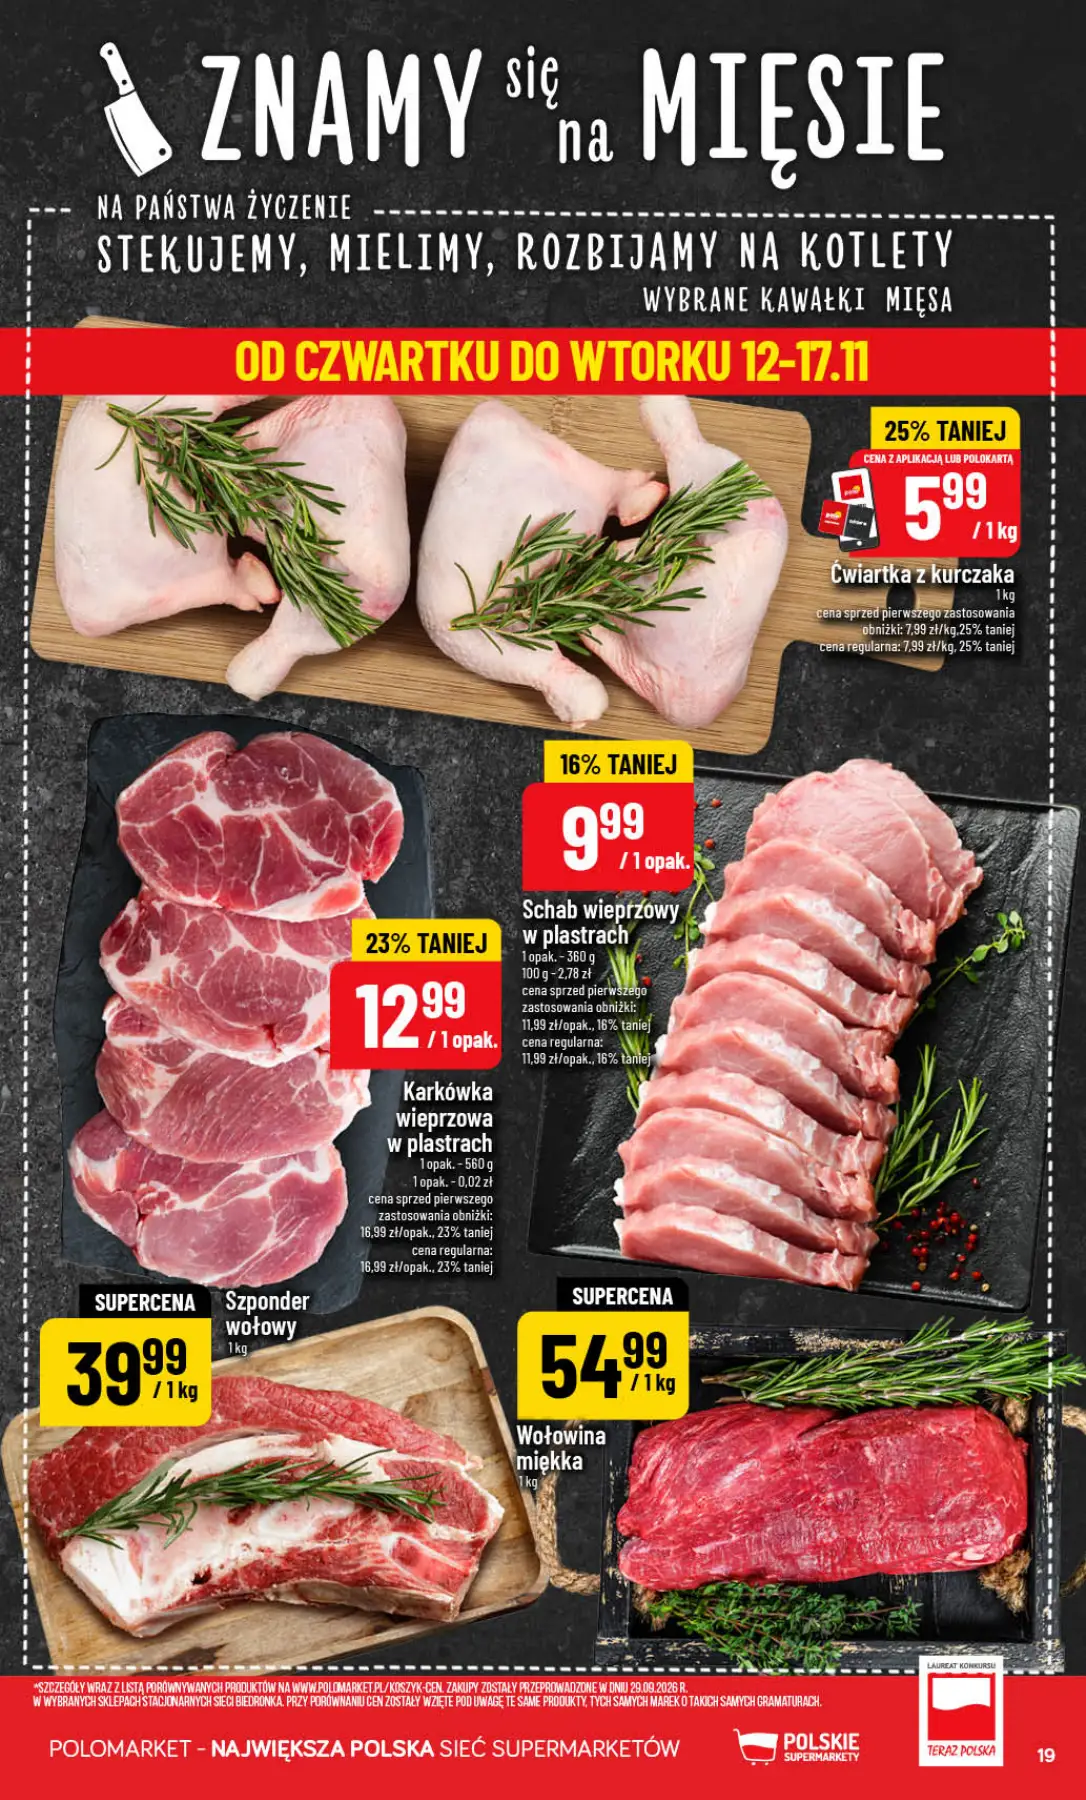 ZNAMY się na MIĘSIE
NA PAŃSTWA ŻYCZENIE
STEKUJEMY, MIELIMY, ROZBIJAMY NA KOTLETY
WYBRANE KAWAŁKI MIĘSA
OD CZWARTKU DO WTORKU 12-17.11
25% TANIEJ
CENA Z APLIKACJĄ LUB POLOKARTĄ
5 99
/ 1 kg
Ćwiartka z kurczaka
1 kg
cena sprzed pierwszego zastosowania
obniżki: 7,99 zł/kg,25% taniej
cena regularna: 7,99 zł/kg, 25% taniej
16% TANIEJ
9 99
/ 1 opak.
Schab wieprzowy
w plastrach
1 opak. - 360 g
100 g - 2,78 zł
cena sprzed pierwszego
zastosowania obniżki:
11,99 zł/opak., 16% taniej
cena regularna:
11,99 zł/opak., 16% taniej
23% TANIEJ
12 99
/ 1 opak.
Karkówka
wieprzowa
w plastrach
1 opak. - 560 g
1 opak. - 0,02 zł
cena sprzed pierwszego
zastosowania obniżki:
16,99 zł/opak., 23% taniej
cena regularna:
16,99 zł/opak., 23% taniej
SUPERCENA
39 99
/ 1 kg
Szponder
wołowy
1 kg
SUPERCENA
54 99
/ 1 kg
Wołowina
miękka
1 kg
*SZCZEGÓŁY WRAZ Z LISTĄ PORÓWNYWANYCH PRODUKTÓW NA WWW.POLOMARKET.PL/KOSZYK-CEN. ZAKUPY ZOSTAŁY PRZEPROWADZONE W DNIU 29.09.2026 R.
W WYBRANYCH SKLEPACH STACJONARNYCH SIECI BIEDRONKA. PRZY PORÓWNANIU CEN ZOSTAŁY WZIĘTE POD UWAGĘ TE SAME PRODUKTY, TYCH SAMYCH MAREK O TAKICH SAMYCH GRAMATURACH.
POLOMARKET - NAJWIĘKSZA POLSKA SIEĆ SUPERMARKETÓW
POLSKIE
SUPERMARKETY
LAUREAT KONKURSU
TERAZ POLSKA
19